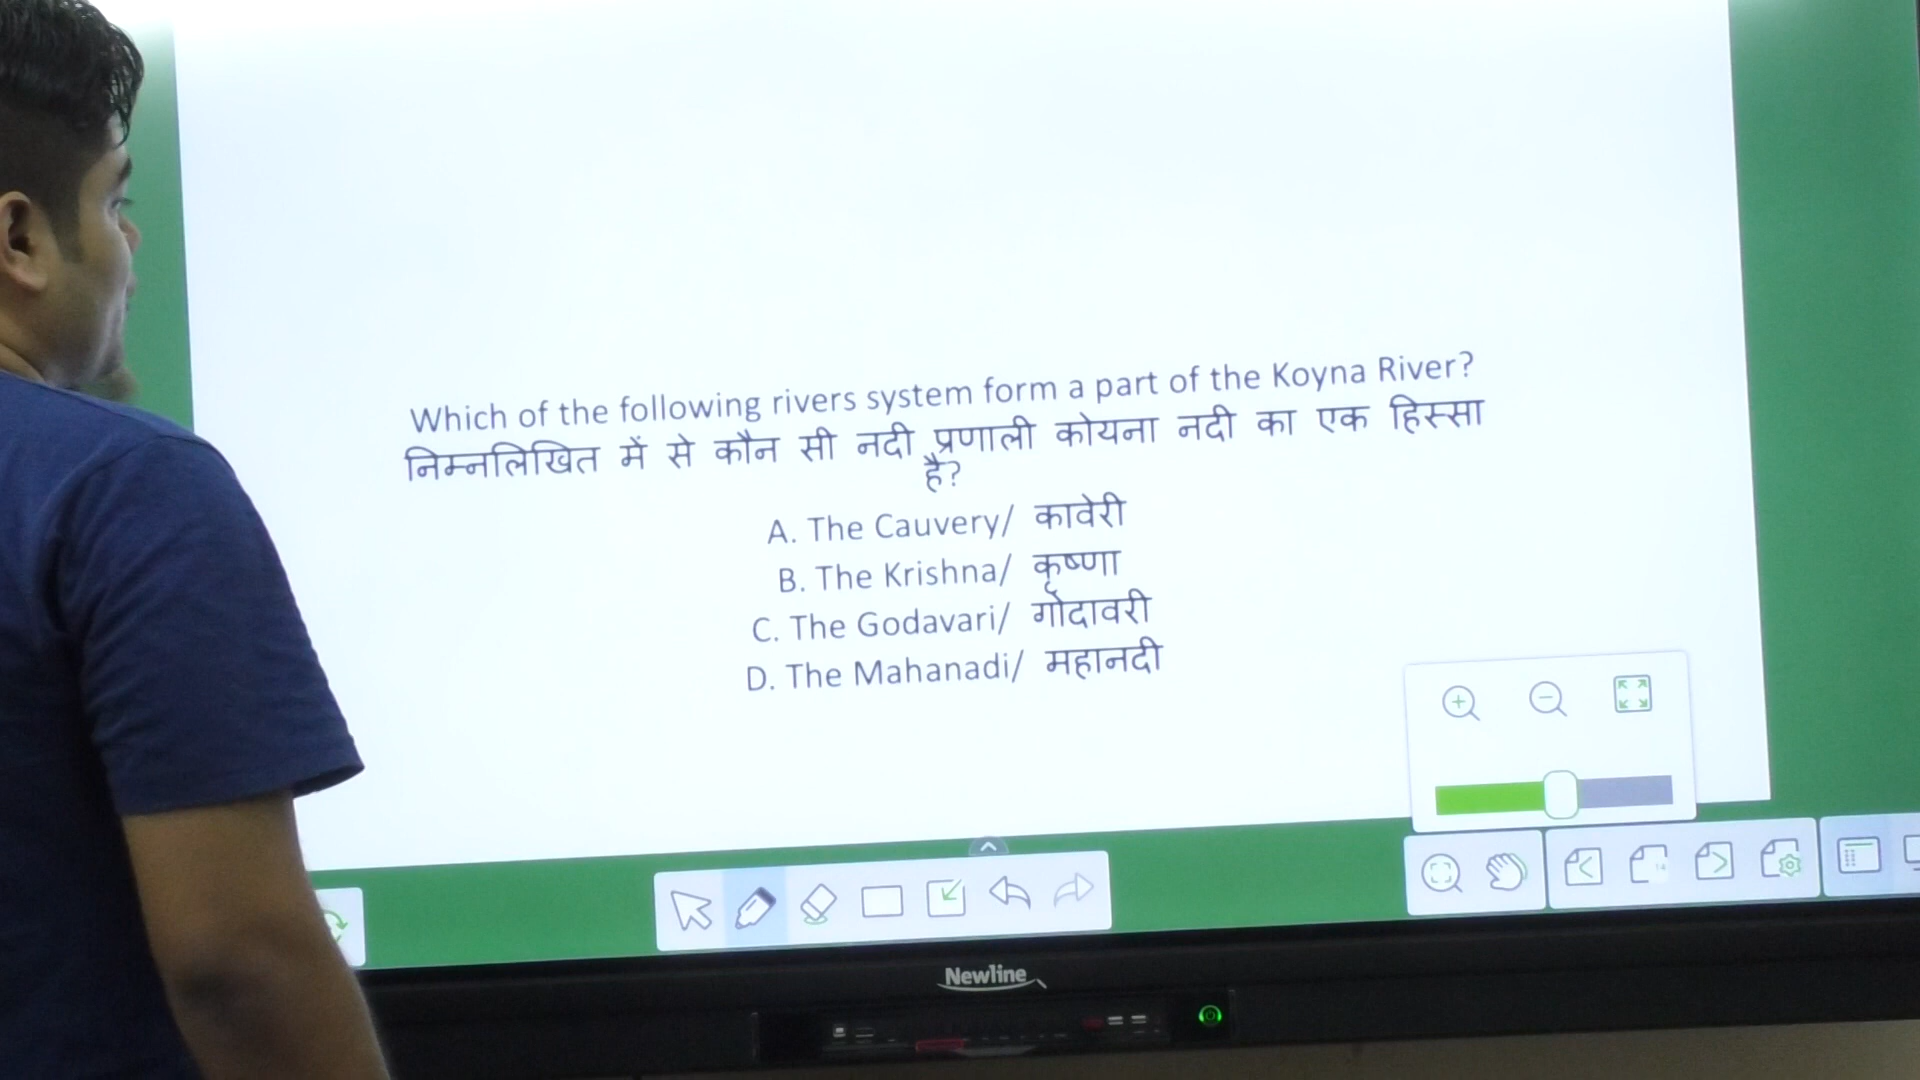 Which of the following rivers system form a part of the Koyna River?
निम्नलिखित में से कौन सी नदी प्रणाली कोयना नदी का एक हिस्सा
है?
A. The Cauvery/ कावेरी
B. The Krishna/ कृष्णा
C. The Godavari/ गोदावरी
D. The Mahanadi/ महानदी
Newline